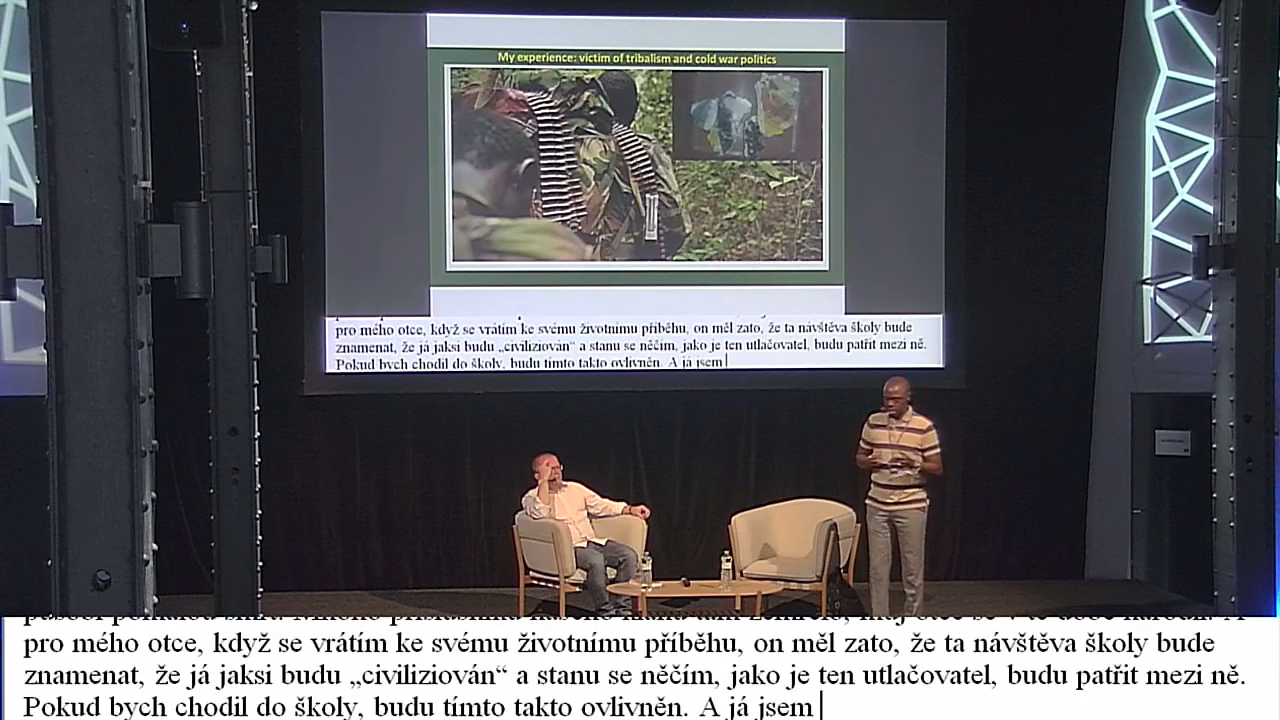 My experience: victim of tribalism and cold war politics
pro mého otce, když se vrátím ke svému životnímu příběhu, on měl zato, že ta návštěva školy bude
znamenat, že já jaksi budu „civiliziován“ a stanu se něčím, jako je ten utlačovatel, budu patřit mezi ně.
Pokud bych chodil do školy, budu tímto takto ovlivněn. A já jsem
pro mého otce, když se vrátím ke svému životnímu příběhu, on měl zato, že ta návštěva školy bude
znamenat, že já jaksi budu „civiliziován“ a stanu se něčím, jako je ten utlačovatel, budu patřit mezi ně.
Pokud bych chodil do školy, budu tímto takto ovlivněn. A já jsem